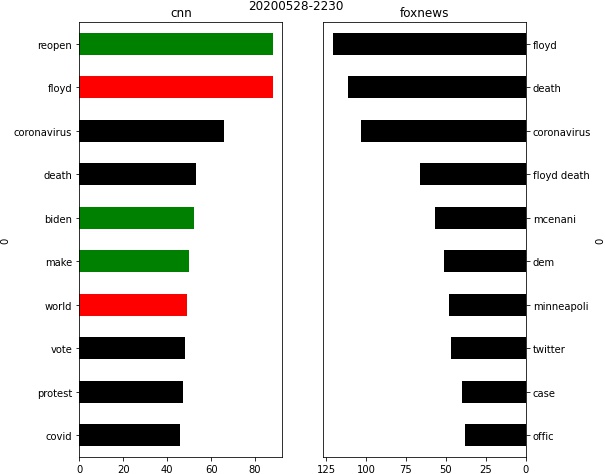 20200528-2230
cnn
foxnews
reopen
floyd
coronavirus
death
biden
make
world
vote
protest
covid
0
0 20 40 60 80
floyd
death
coronavirus
floyd death
mcenani
dem
minneapoli
twitter
case
offic
0
125 100 75 50 25 0